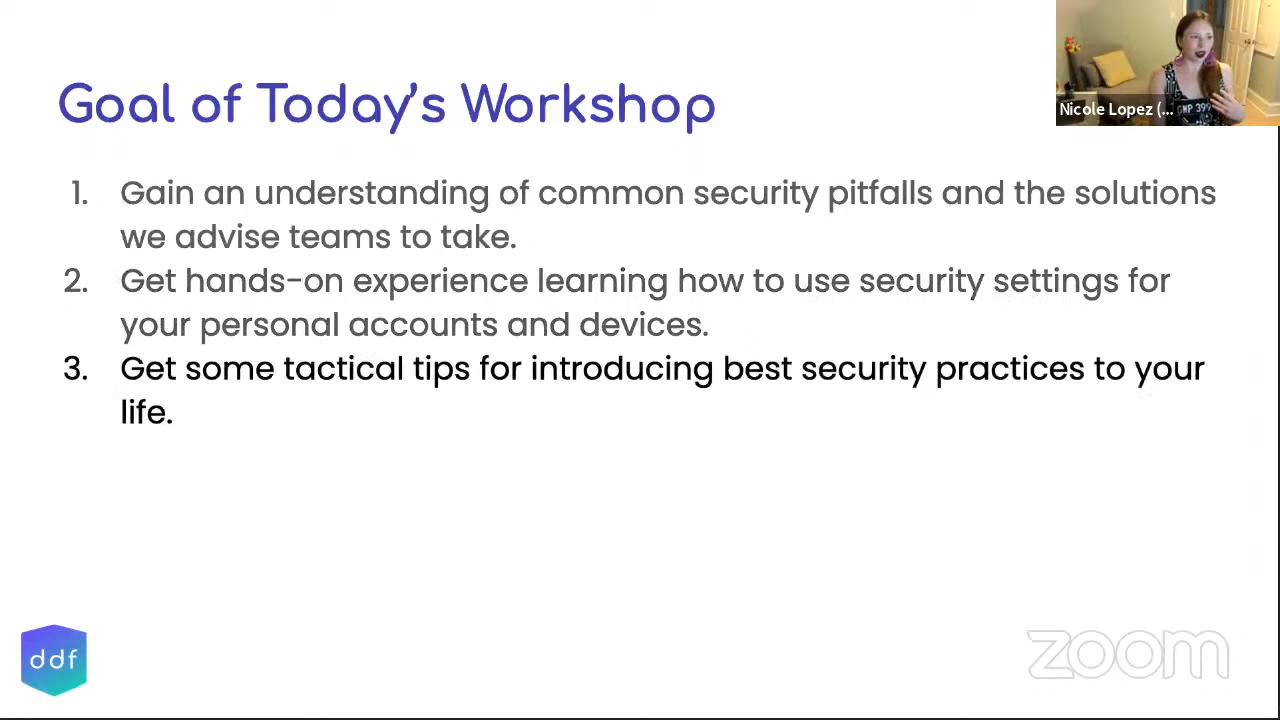 Goal of Today's Workshop
Nicole Lopez (...
1. Gain an understanding of common security pitfalls and the solutions
we advise teams to take.
2. Get hands-on experience learning how to use security settings for
your personal accounts and devices.
3. Get some tactical tips for introducing best security practices to your
life.
ddf
zoom